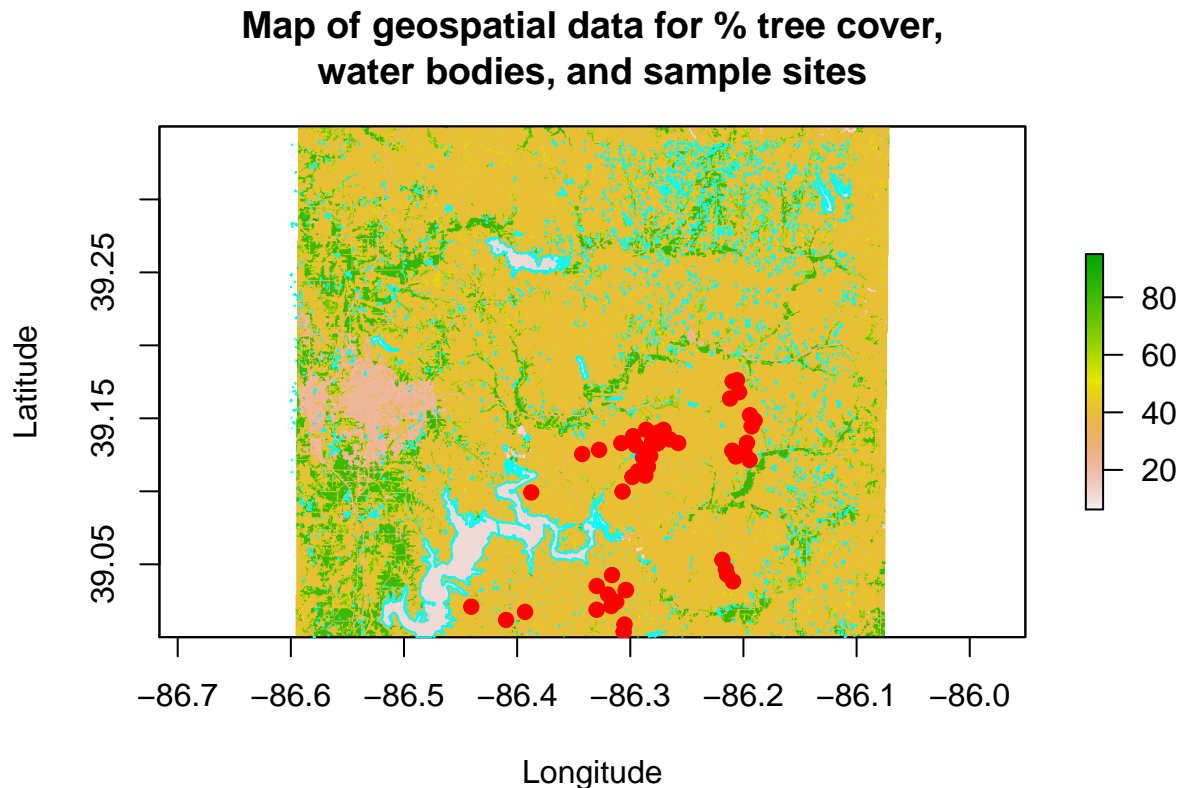 Map of geospatial data for % tree cover,
water bodies, and sample sites
Latitude
39.25
39.15
39.05
80
60
40
20
−86.7 −86.6 −86.5 −86.4 −86.3 −86.2 −86.1 −86.0
Longitude